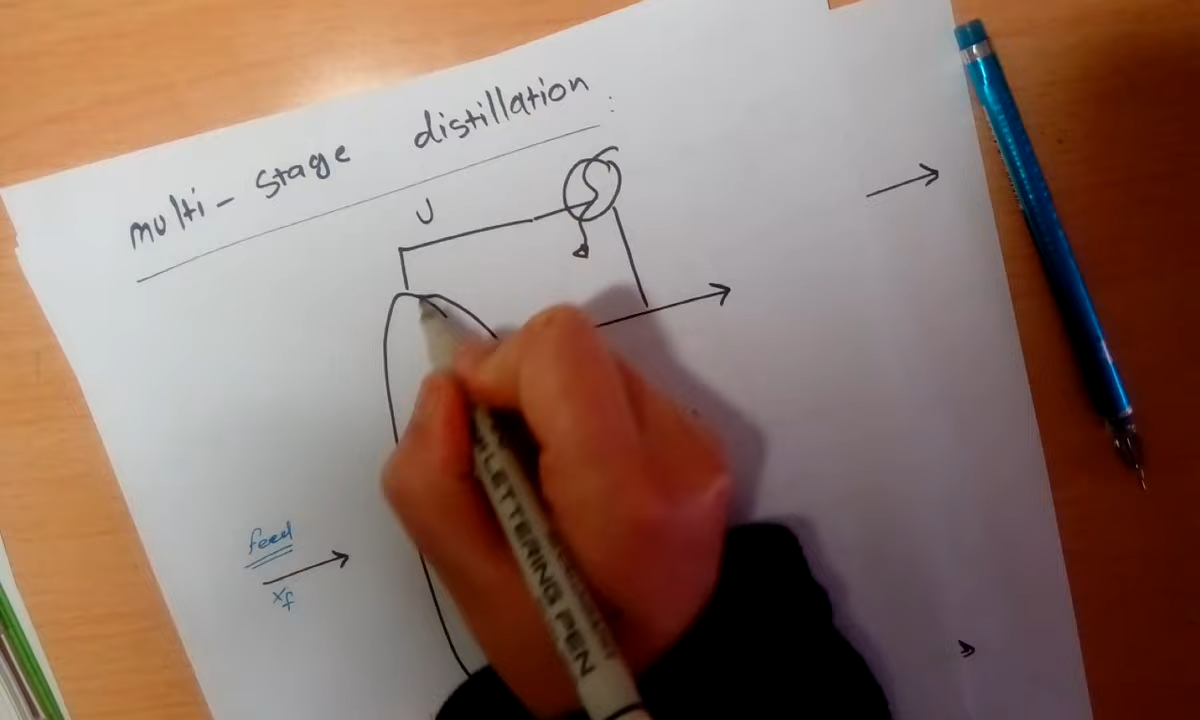 multi - stage distillation :
feed
xf
LETTERING PEN